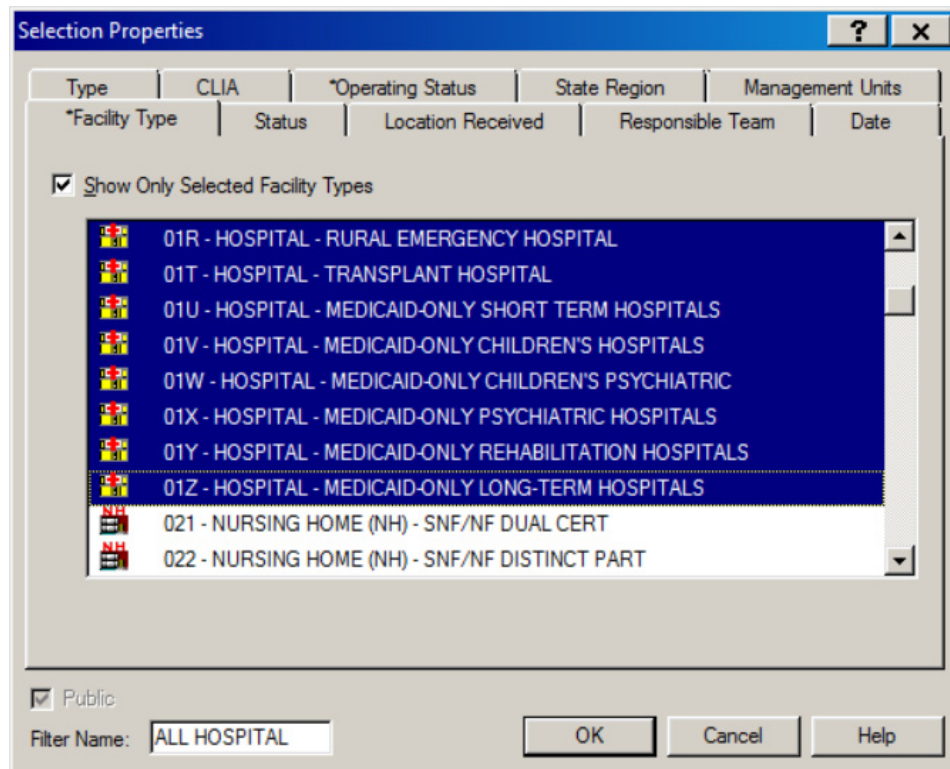 Selection Properties
Type CLIA *Operating Status State Region Management Units
*Facility Type Status Location Received Responsible Team Date
Show Only Selected Facility Types
01R - HOSPITAL - RURAL EMERGENCY HOSPITAL
01T - HOSPITAL - TRANSPLANT HOSPITAL
01U - HOSPITAL - MEDICAID-ONLY SHORT TERM HOSPITALS
01V - HOSPITAL - MEDICAID-ONLY CHILDREN'S HOSPITALS
01W - HOSPITAL - MEDICAID-ONLY CHILDREN'S PSYCHIATRIC
01X - HOSPITAL - MEDICAID-ONLY PSYCHIATRIC HOSPITALS
01Y - HOSPITAL - MEDICAID-ONLY REHABILITATION HOSPITALS
01Z - HOSPITAL - MEDICAID-ONLY LONG-TERM HOSPITALS
NH 021 - NURSING HOME (NH) - SNF/NF DUAL CERT
NH 022 - NURSING HOME (NH) - SNF/NF DISTINCT PART
Public
Filter Name: ALL HOSPITAL OK Cancel Help